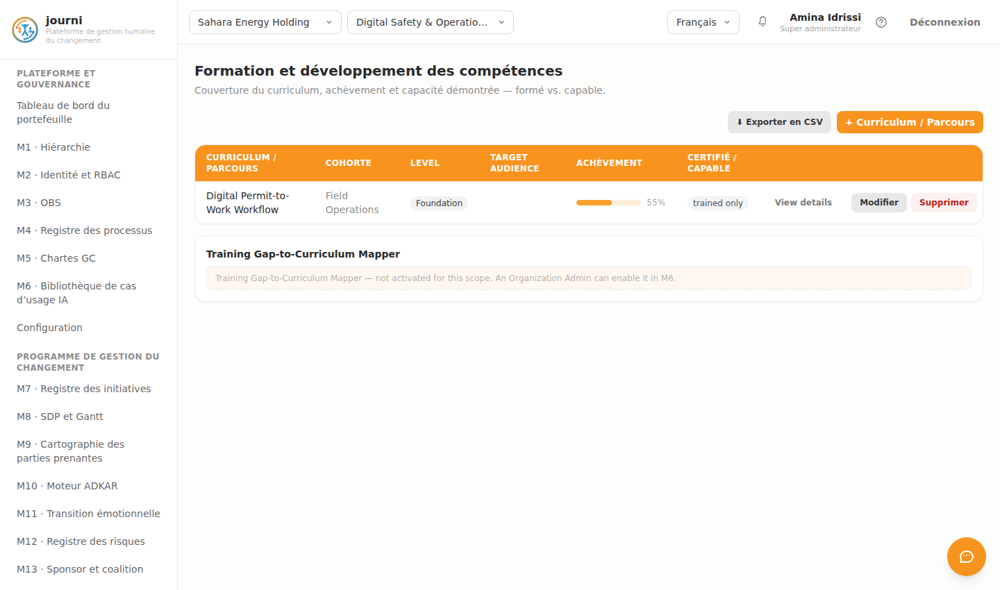 journi
Plateforme de gestion humaine
du changement
Sahara Energy Holding
Digital Safety & Operatio…
Français
Amina Idrissi
Super administrateur
Déconnexion
PLATEFORME ET
GOUVERNANCE
Tableau de bord du
portefeuille
M1 · Hiérarchie
M2 · Identité et RBAC
M3 · OBS
M4 · Registre des processus
M5 · Chartes GC
M6 · Bibliothèque de cas
d’usage IA
Configuration
PROGRAMME DE GESTION DU
CHANGEMENT
M7 · Registre des initiatives
M8 · SDP et Gantt
M9 · Cartographie des
parties prenantes
M10 · Moteur ADKAR
M11 · Transition émotionnelle
M12 · Registre des risques
M13 · Sponsor et coalition
Formation et développement des compétences
Couverture du curriculum, achèvement et capacité démontrée — formé vs. capable.
⬇ Exporter en CSV
+ Curriculum / Parcours
CURRICULUM /
PARCOURS
COHORTE
LEVEL
TARGET
AUDIENCE
ACHÈVEMENT
CERTIFIÉ /
CAPABLE
Digital Permit-to-
Work Workflow
Field
Operations
Foundation
55%
trained only
View details
Modifier
Supprimer
Training Gap-to-Curriculum Mapper
Training Gap-to-Curriculum Mapper — not activated for this scope. An Organization Admin can enable it in M6.